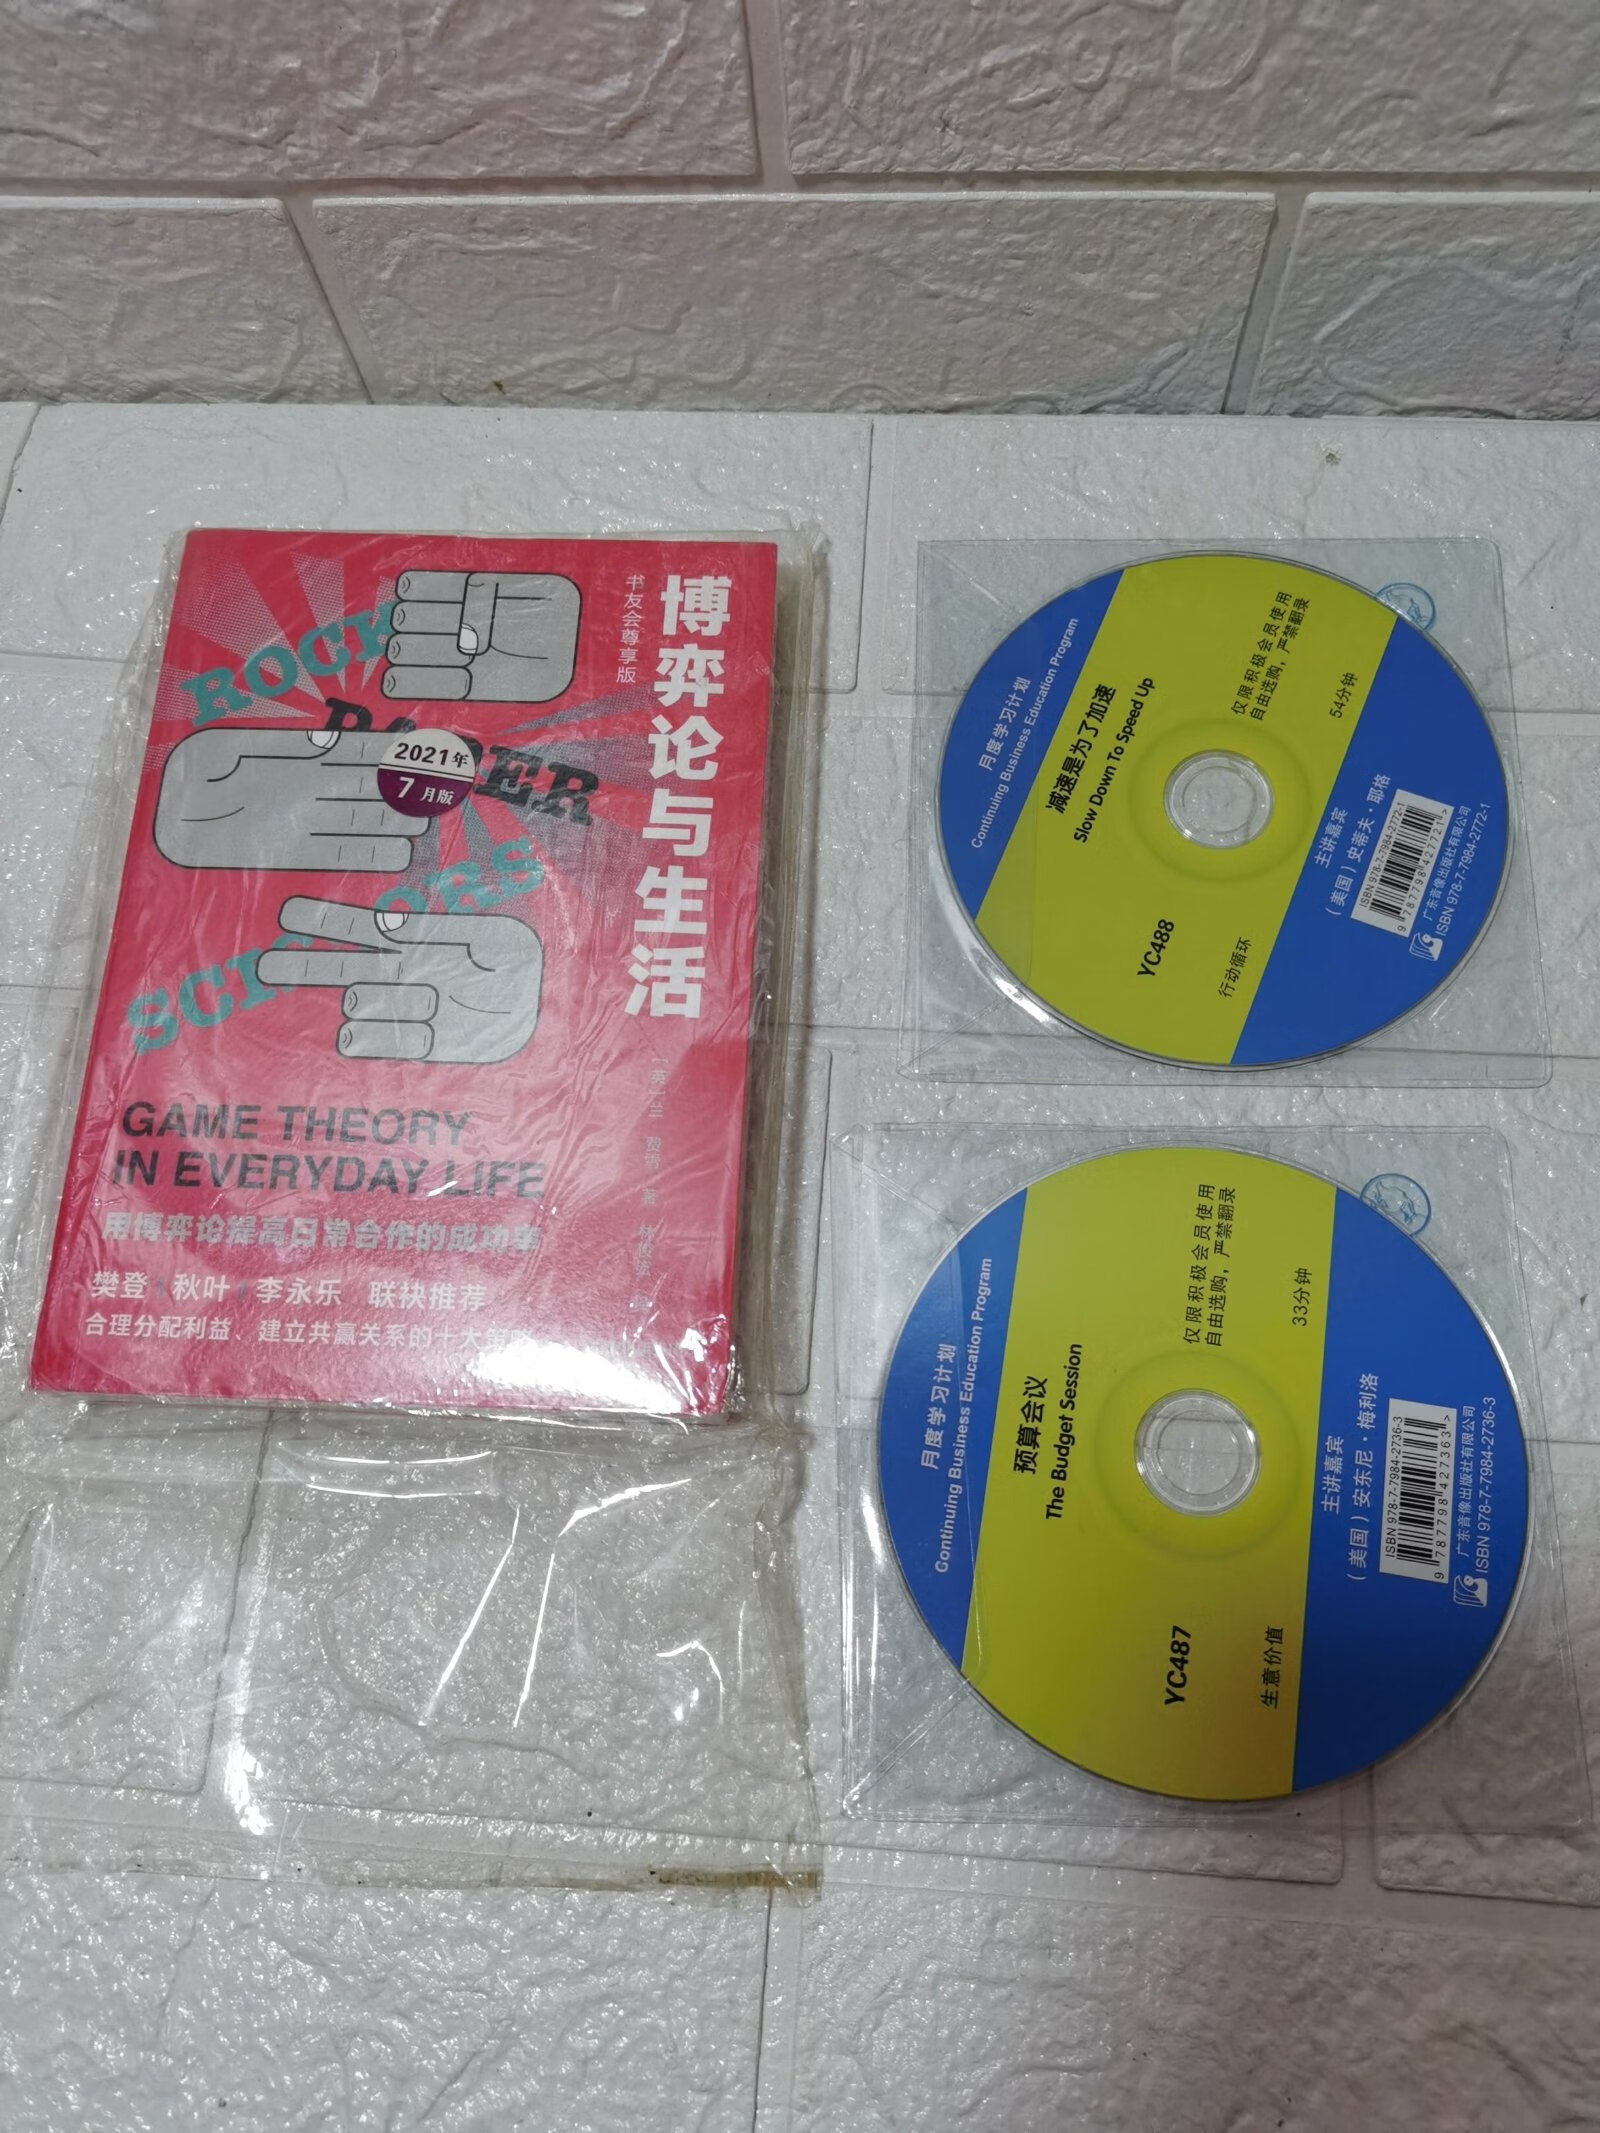 博弈论与生活
书友会尊享版
ROCK
PAPER
2021年
7月版
SCISSORS
GAME THEORY
IN EVERYDAY LIFE
用博弈论提高日常合作的成功率
樊登 / 秋叶 / 李永乐 联袂推荐
合理分配利益、建立共赢关系的十大策略
月度学习计划
Continuing Business Education Program
减速是为了加速
Slow Down To Speed Up
仅限积极会员使用
自由选购，严禁翻录
54分钟
YC488
行动循环
主讲嘉宾
（美国）史蒂夫·耶格
ISBN 978-7-7984-2772-1
9 787798 427721>
广东音像出版社有限公司
ISBN 978-7-7984-2772-1
月度学习计划
Continuing Business Education Program
预算会议
The Budget Session
仅限积极会员使用
自由选购，严禁翻录
33分钟
YC487
生意价值
主讲嘉宾
（美国）安东尼·梅利洛
ISBN 978-7-7984-2736-3
9 787798 427363>
广东音像出版社有限公司
ISBN 978-7-7984-2736-3